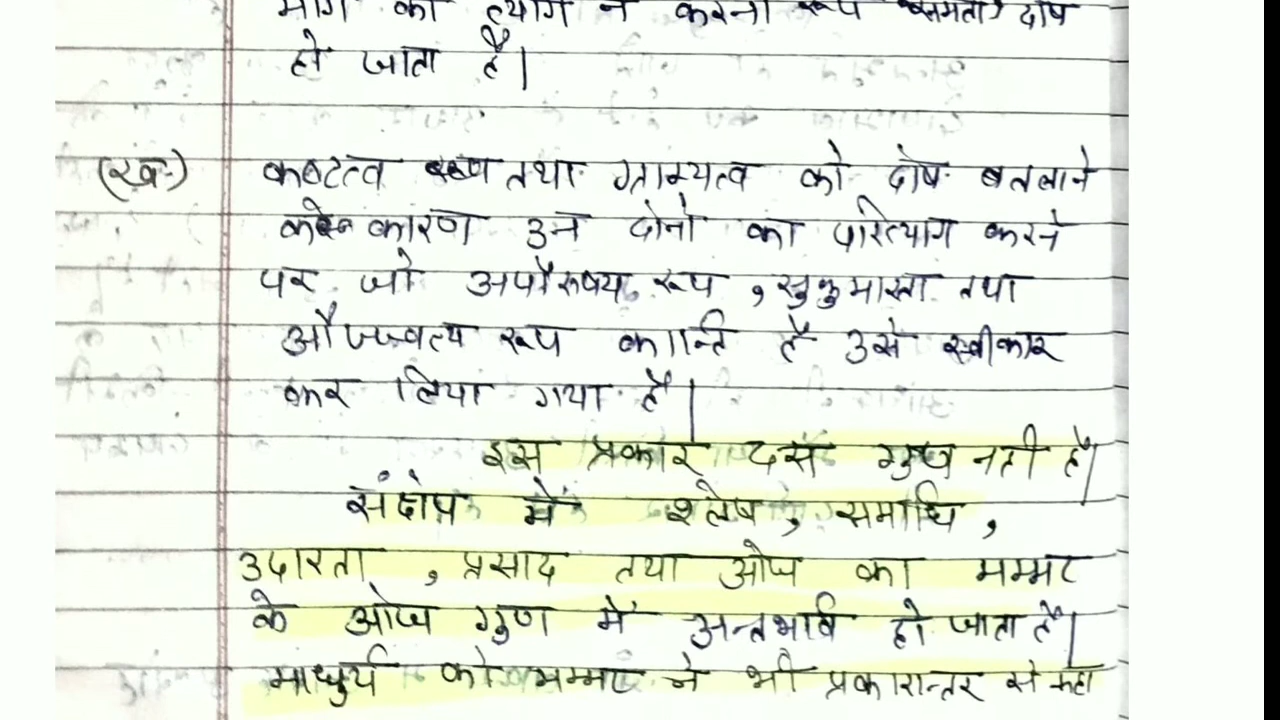 मार्ग का त्याग न करना रूप समता दोष
हो जाता है।
(ख) कष्टत्व तथा ग्राम्यत्व को दोष बतलाने
के कारण उन दोनो का परित्याग करने
पर जो अपौरुषय रूप, सुकुमारता तथा
औज्ज्वल्य रूप कान्ति है उसे स्वीकार
कर लिया गया है।
इस प्रकार दस गुण नही है।
संक्षेप में श्लेष, समाधि,
उदारता, प्रसाद तथा ओज का मम्मट
के ओज गुण में अन्तर्भाव हो जाता है।
माधुर्य को मम्मट ने भी प्रकारान्तर से कहा